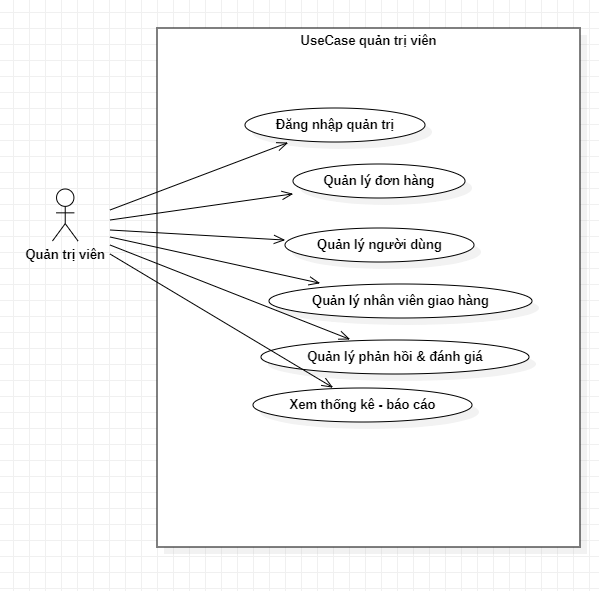 UseCase quản trị viên
Đăng nhập quản trị
Quản lý đơn hàng
Quản lý người dùng
Quản trị viên
Quản lý nhân viên giao hàng
Quản lý phản hồi & đánh giá
Xem thống kê - báo cáo